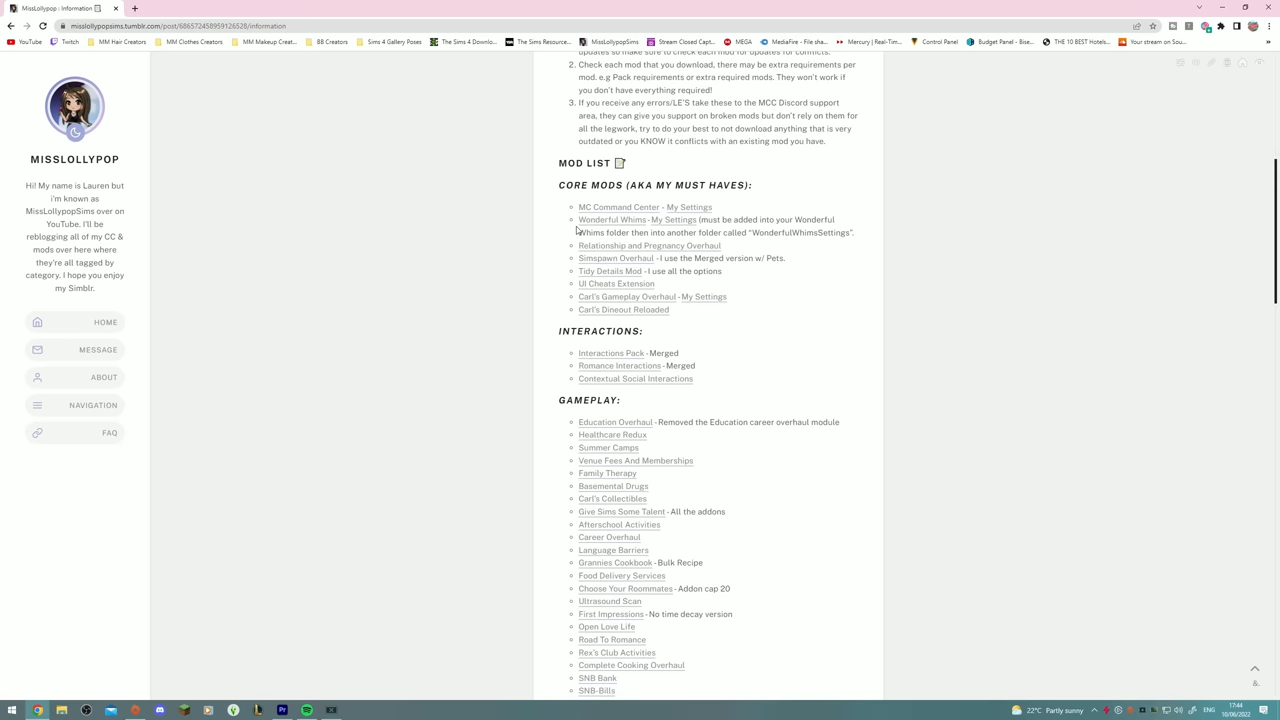 MissLollypop : Information
misslollypopsims.tumblr.com/post/686572458959126528/information
YouTube
Twitch
MM Hair Creators
MM Clothes Creators
MM Makeup Creat...
BB Creators
Sims 4 Gallery Poses
The Sims 4 Downlo...
The Sims Resource...
MissLollypopSims
Stream Closed Capt...
MEGA
MediaFire - File sha...
Mercury | Real-Tim...
Control Panel
Budget Panel - Bise...
THE 10 BEST Hotels...
Your stream on Sou...
MISSLOLLYPOP
Hi! My name is Lauren but
i'm known as
MissLollypopSims over on
YouTube. I'll be
reblogging all of my CC &
mods over here where
they're all tagged by
category. I hope you enjoy
my Simblr.
HOME
MESSAGE
ABOUT
NAVIGATION
FAQ
updates so make sure to check each mod for updates for conflicts.
2. Check each mod that you download, there may be extra requirements per
mod. e.g Pack requirements or extra required mods. They won't work if
you don't have everything required!
3. If you receive any errors/LE'S take these to the MCC Discord support
area, they can give you support on broken mods but don't rely on them for
all the legwork, try to do your best to not download anything that is very
outdated or you KNOW it conflicts with an existing mod you have.
MOD LIST 📝
CORE MODS (AKA MY MUST HAVES):
MC Command Center - My Settings
Wonderful Whims - My Settings (must be added into your Wonderful
Whims folder then into another folder called “WonderfulWhimsSettings”.
Relationship and Pregnancy Overhaul
Simspawn Overhaul - I use the Merged version w/ Pets.
Tidy Details Mod - I use all the options
UI Cheats Extension
Carl's Gameplay Overhaul - My Settings
Carl's Dineout Reloaded
INTERACTIONS:
Interactions Pack - Merged
Romance Interactions - Merged
Contextual Social Interactions
GAMEPLAY:
Education Overhaul - Removed the Education career overhaul module
Healthcare Redux
Summer Camps
Venue Fees And Memberships
Family Therapy
Basemental Drugs
Carl's Collectibles
Give Sims Some Talent - All the addons
Afterschool Activities
Career Overhaul
Language Barriers
Grannies Cookbook - Bulk Recipe
Food Delivery Services
Choose Your Roommates - Addon cap 20
Ultrasound Scan
First Impressions - No time decay version
Open Love Life
Road To Romance
Rex's Club Activities
Complete Cooking Overhaul
SNB Bank
SNB-Bills
&.
22°C Partly sunny
ENG
17:44
10/06/2022